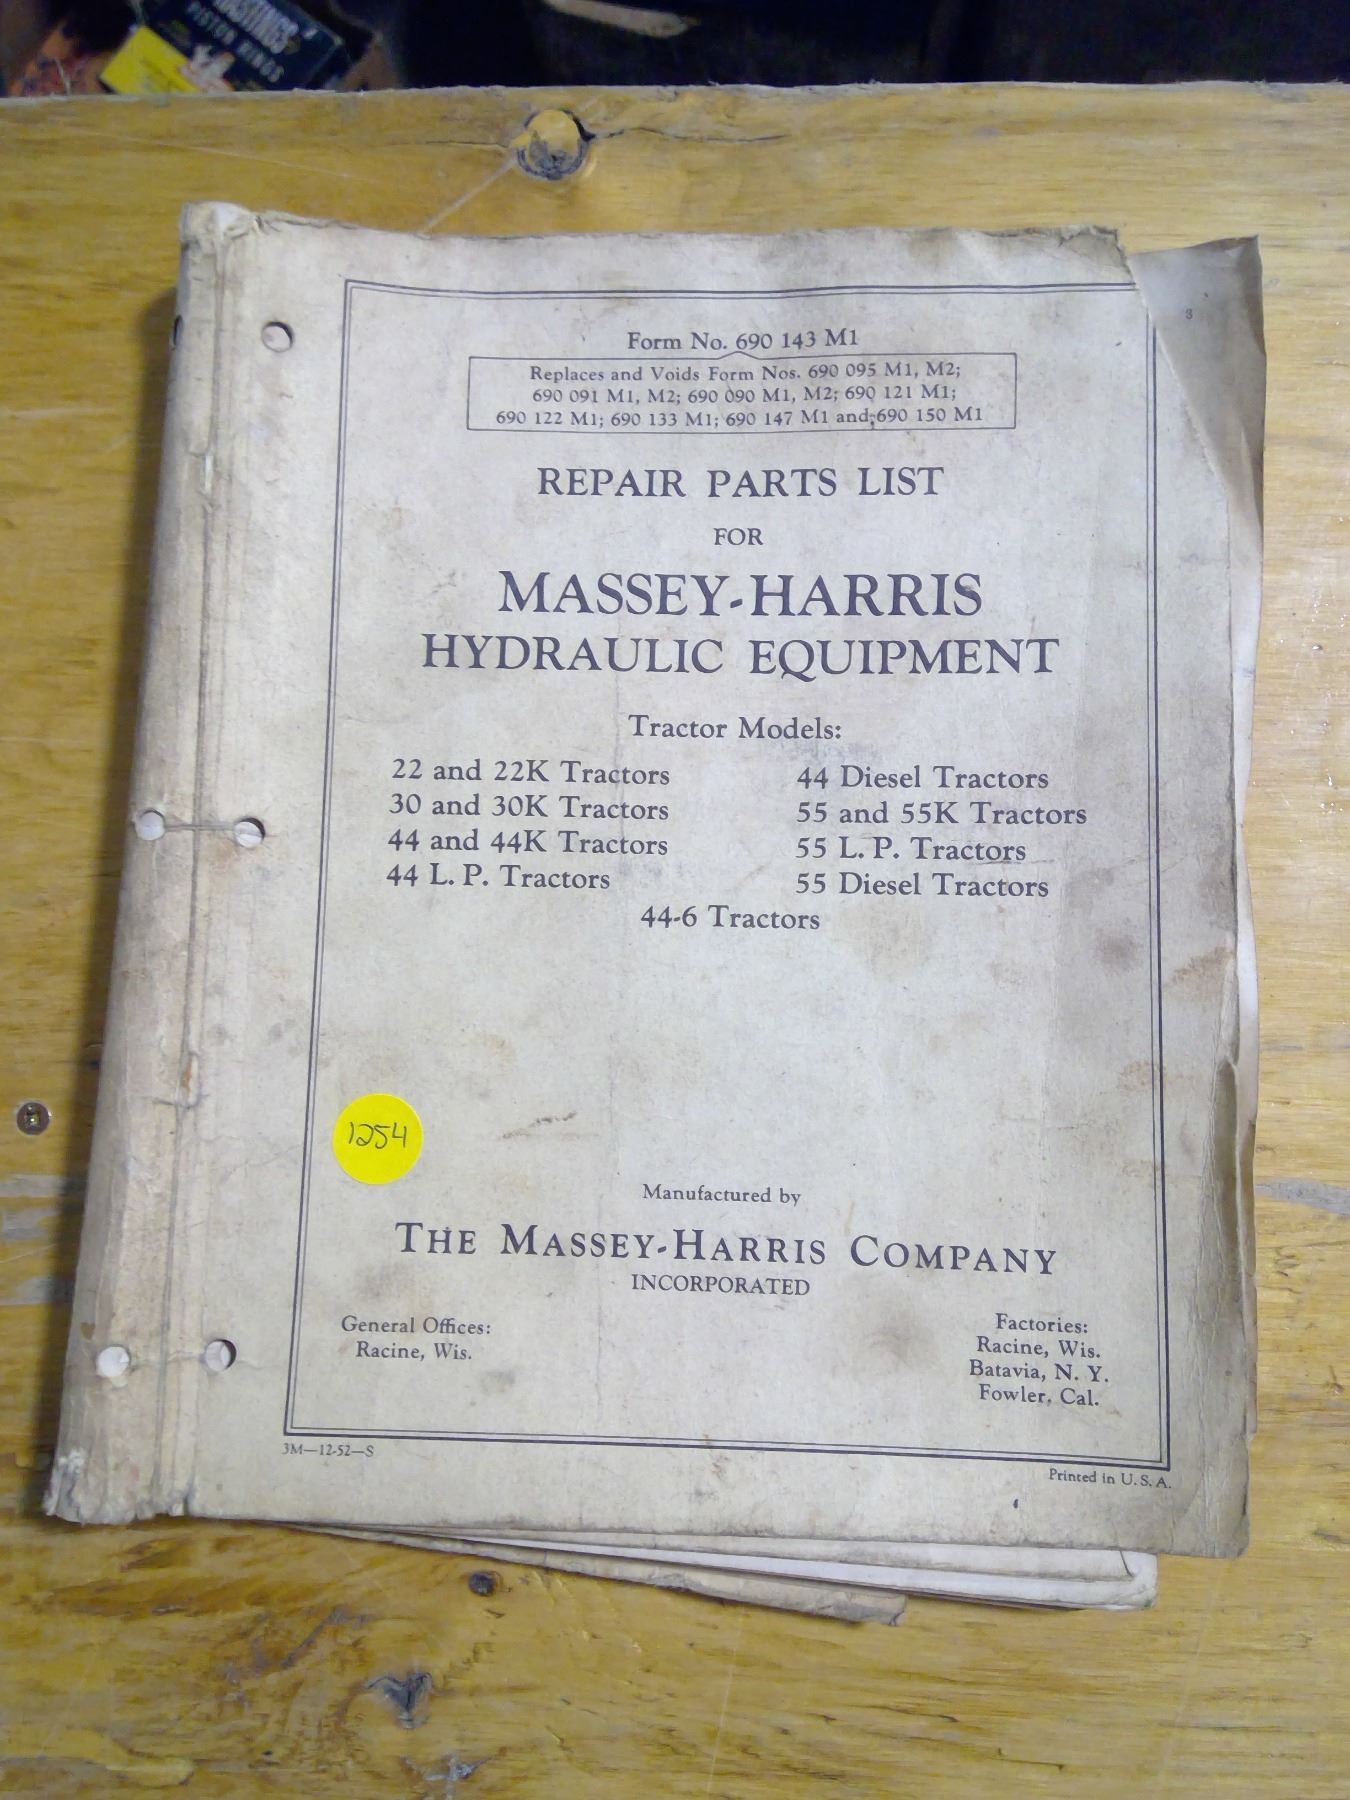 PISTON RINGS
Form No. 690 143 M1
Replaces and Voids Form Nos. 690 095 M1, M2;
690 091 M1, M2; 690 090 M1, M2; 690 121 M1;
690 122 M1; 690 133 M1; 690 147 M1 and 690 150 M1
REPAIR PARTS LIST
FOR
MASSEY-HARRIS
HYDRAULIC EQUIPMENT
Tractor Models:
22 and 22K Tractors
30 and 30K Tractors
44 and 44K Tractors
44 L. P. Tractors
44 Diesel Tractors
55 and 55K Tractors
55 L. P. Tractors
55 Diesel Tractors
44-6 Tractors
1254
Manufactured by
THE MASSEY-HARRIS COMPANY
INCORPORATED
General Offices:
Racine, Wis.
Factories:
Racine, Wis.
Batavia, N. Y.
Fowler, Cal.
3M—12-52—S
Printed in U. S. A.